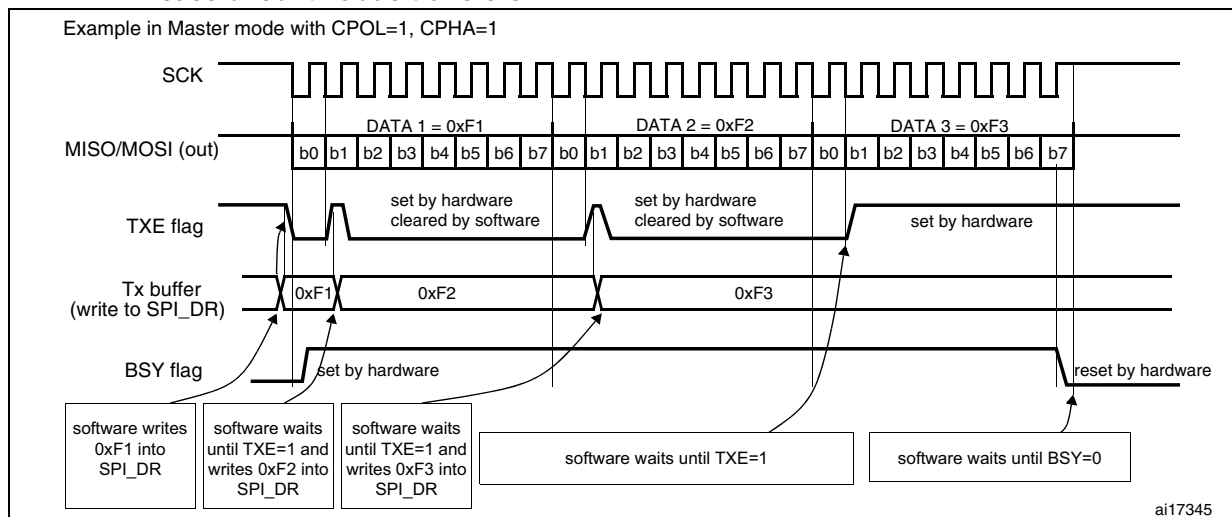 Example in Master mode with CPOL=1, CPHA=1
SCK
DATA 1 = 0xF1
DATA 2 = 0xF2
DATA 3 = 0xF3
MISO/MOSI (out)
b0 b1 b2 b3 b4 b5 b6 b7 b0 b1 b2 b3 b4 b5 b6 b7 b0 b1 b2 b3 b4 b5 b6 b7
TXE flag
set by hardware
cleared by software
set by hardware
cleared by software
set by hardware
Tx buffer
(write to SPI_DR)
0xF1
0xF2
0xF3
BSY flag
set by hardware
reset by hardware
software writes
0xF1 into
SPI_DR
software waits
until TXE=1 and
writes 0xF2 into
SPI_DR
software waits
until TXE=1 and
writes 0xF3 into
SPI_DR
software waits until TXE=1
software waits until BSY=0
ai17345